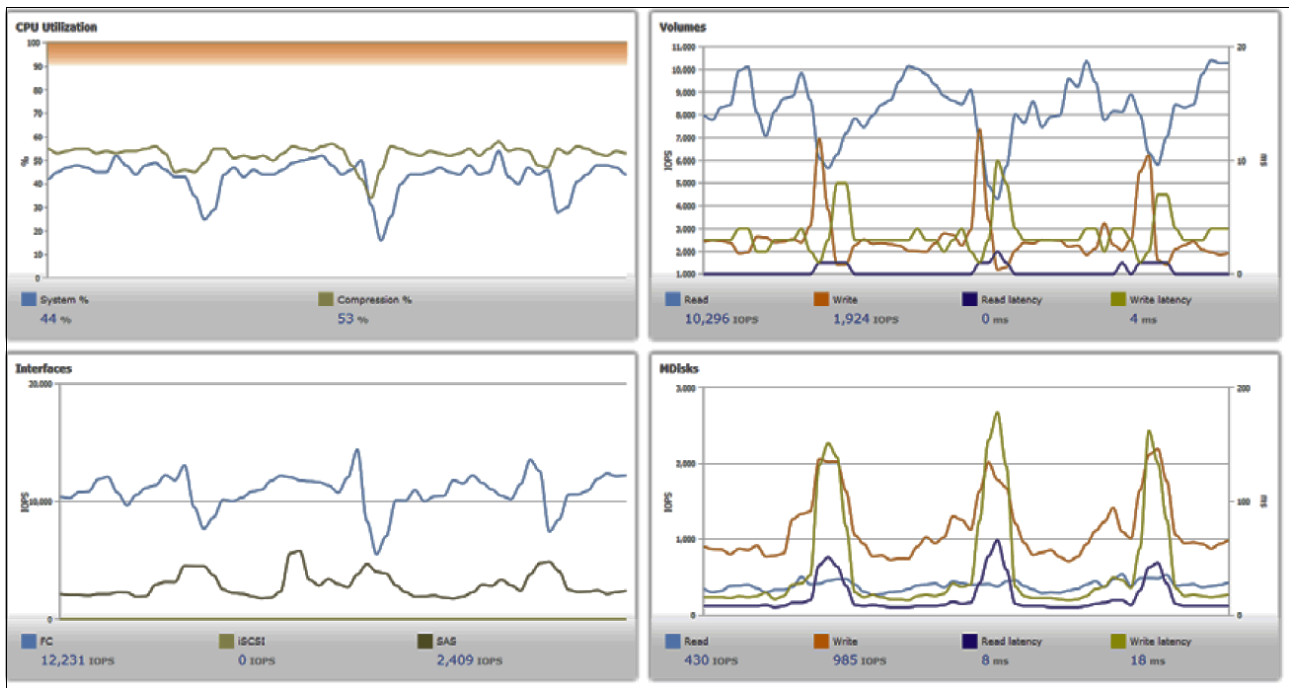 CPU Utilization
100
90
80
70
60
50
40
30
20
10
0
%
System %
44 %
Compression %
53 %
Volumes
11,000
10,000
9,000
8,000
7,000
6,000
5,000
4,000
3,000
2,000
1,000
IOPS
20
10
0
ms
Read
10,296 IOPS
Write
1,924 IOPS
Read latency
0 ms
Write latency
4 ms
Interfaces
20,000
10,000
0
IOPS
FC
12,231 IOPS
iSCSI
0 IOPS
SAS
2,409 IOPS
MDisks
3,000
2,000
1,000
0
IOPS
200
100
0
ms
Read
430 IOPS
Write
985 IOPS
Read latency
8 ms
Write latency
18 ms